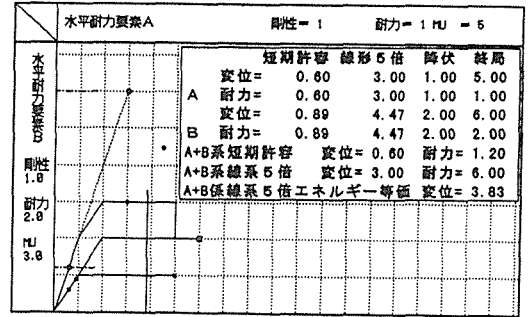 水平耐力要素A 剛性= 1 耐力= 1 MU = 5
水平耐力要素B
剛性
1.0
耐力
2.0
MU
3.0
短期許容 線形5倍 降伏 終局
変位= 0.60 3.00 1.00 5.00
A 耐力= 0.60 3.00 1.00 1.00
変位= 0.89 4.47 2.00 6.00
B 耐力= 0.89 4.47 2.00 2.00
A+B系短期許容 変位= 0.60 耐力= 1.20
A+B系線系5倍 変位= 3.00 耐力= 6.00
A+B係線系5倍エネルギー等価 変位= 3.83